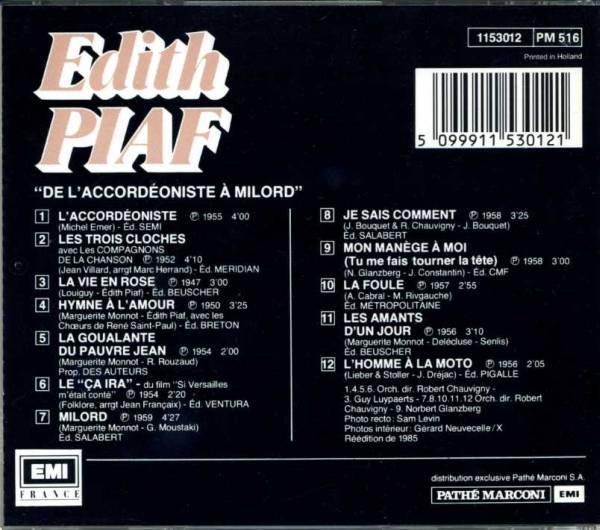 Edith
PIAF
1153012 PM 516
Printed in Holland
5 099911 530121
"DE L'ACCORDÉONISTE À MILORD"
1 L'ACCORDÉONISTE ℗ 1955 4'00
(Michel Emer) - Éd. SEMI
2 LES TROIS CLOCHES
avec Les COMPAGNONS
DE LA CHANSON ℗ 1952 4'10
(Jean Villard, arrgt Marc Herrand) - Éd. MERIDIAN
3 LA VIE EN ROSE ℗ 1947 3'00
(Louiguy - Édith Piaf) - Éd. BEUSCHER
4 HYMNE À L'AMOUR ℗ 1950 3'25
(Marguerite Monnot - Édith Piaf, avec les
Chœurs de René Saint-Paul) - Éd. BRETON
5 LA GOUALANTE
DU PAUVRE JEAN ℗ 1954 2'00
(Marguerite Monnot - R. Rouzaud)
Prop. DES AUTEURS
6 LE "ÇA IRA" - du film "Si Versailles
m'était conté" ℗ 1954 2'20
(Folklore, arrgt Jean Françaix) - Éd. VENTURA
7 MILORD ℗ 1959 4'27
(Marguerite Monnot - G. Moustaki)
Éd. SALABERT
8 JE SAIS COMMENT ℗ 1958 3'25
(J. Bouquet & R. Chauvigny - J. Bouquet)
Éd. SALABERT
9 MON MANÈGE À MOI
(Tu me fais tourner la tête) ℗ 1958 3'00
(N. Glanzberg - J. Constantin) - Éd. CMF
10 LA FOULE ℗ 1957 2'55
(A. Cabral - M. Rivgauche)
Éd. MÉTROPOLITAINE
11 LES AMANTS
D'UN JOUR ℗ 1956 3'10
(Marguerite Monnot - Delécluse - Senlis)
Éd. BEUSCHER
12 L'HOMME À LA MOTO ℗ 1956 2'05
(Lieber & Stoller - J. Dréjac) - Éd. PIGALLE
1.4.5.6. Orch. dir. Robert Chauvigny -
3. Guy Luypaerts - 7.8.10.11.12 Orch. dir. Robert
Chauvigny - 9. Norbert Glanzberg
Photo recto : Sam Levin
Photos intérieur : Gérard Neuvecelle / X
Réédition de 1985
EMI
FRANCE
distribution exclusive Pathé Marconi S.A.
PATHÉ MARCONI EMI